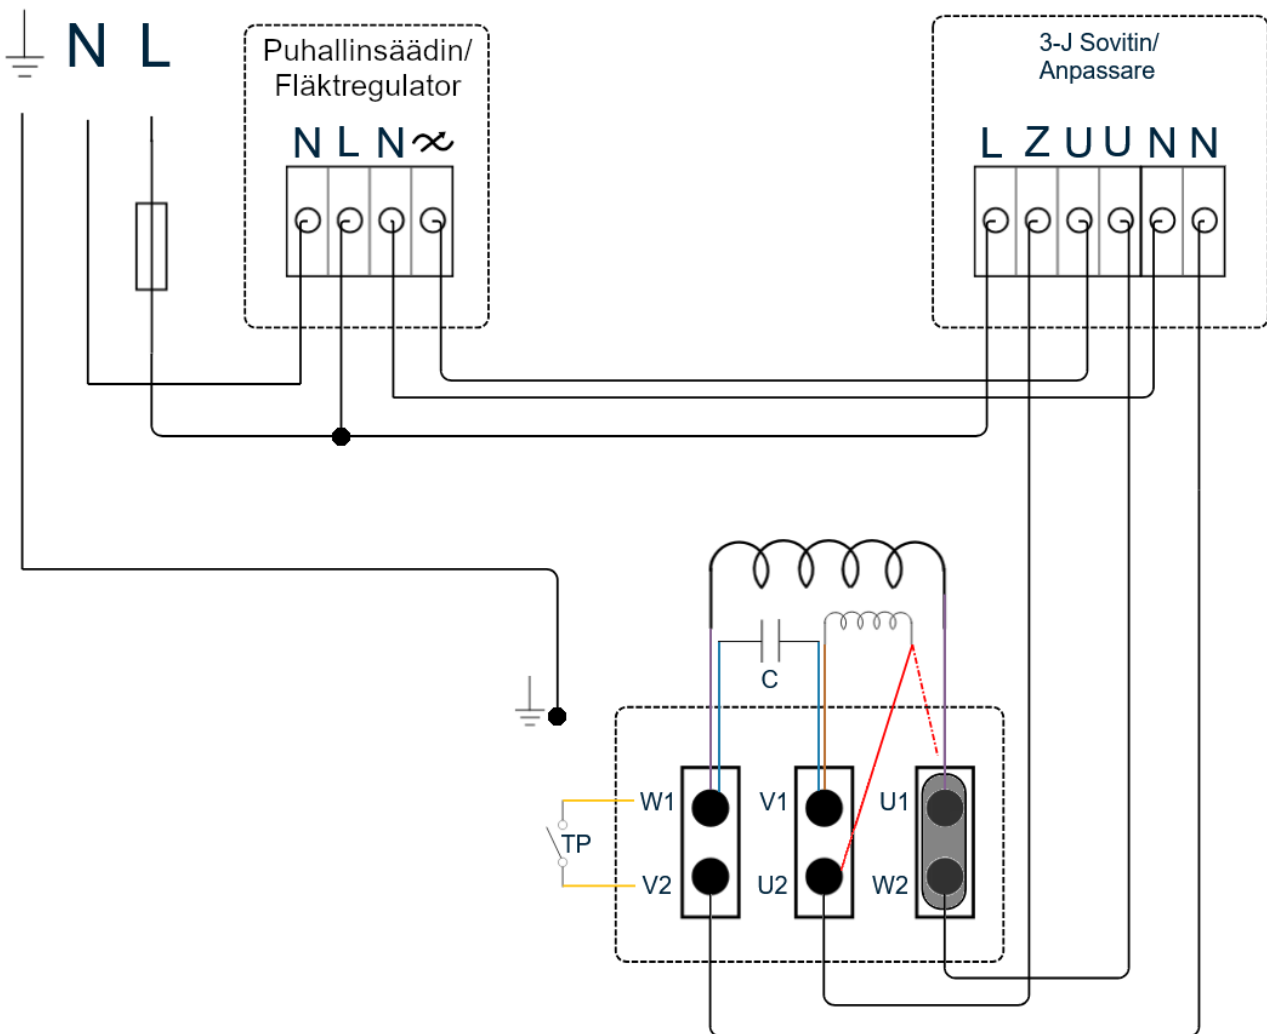 N L
Puhallinsäädin/
Fläktregulator
N L N
3-J Sovitin/
Anpassare
L Z U U N N
C
W1 V1 U1
TP
V2 U2 W2